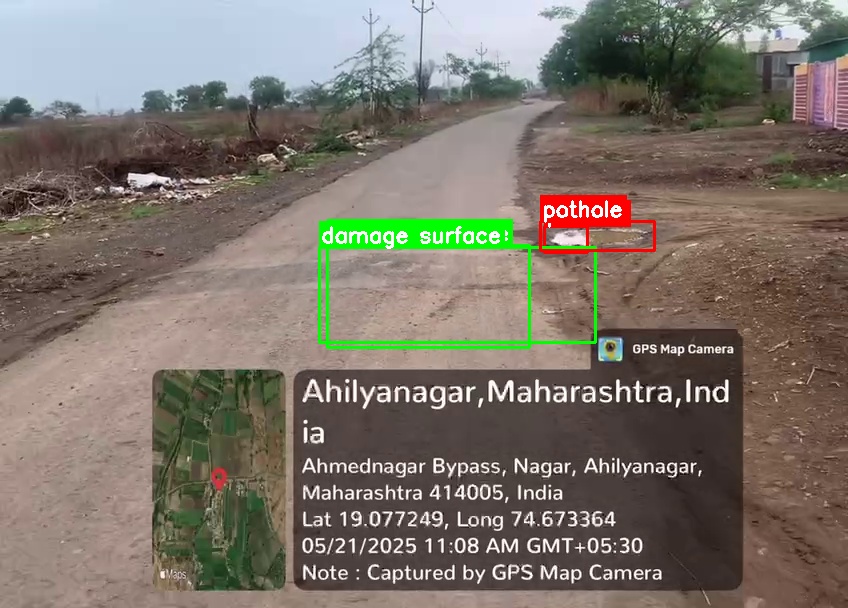 pothole
damage surface:
GPS Map Camera
Ahilyanagar,Maharashtra,Ind
ia
Ahmednagar Bypass, Nagar, Ahilyanagar,
Maharashtra 414005, India
Lat 19.077249, Long 74.673364
05/21/2025 11:08 AM GMT+05:30
Note : Captured by GPS Map Camera
Maps